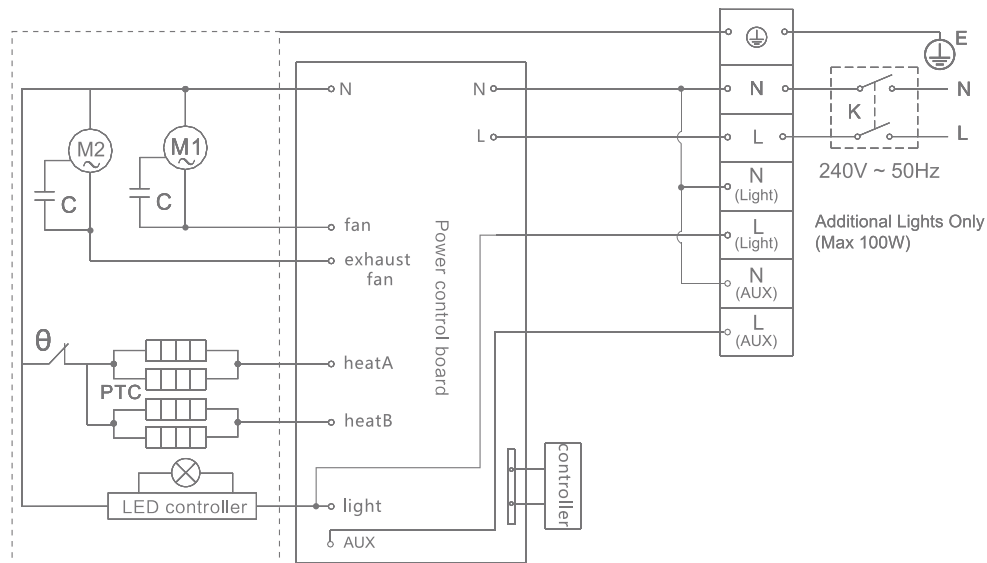 E
N
N
N
N
K
M2
M1
L
L
L
C
C
240V ~ 50Hz
N
(Light)
Additional Lights Only
(Max 100W)
fan
L
(Light)
exhaust
fan
Power control board
N
(AUX)
L
(AUX)
θ
heatA
PTC
heatB
controller
LED controller
light
AUX